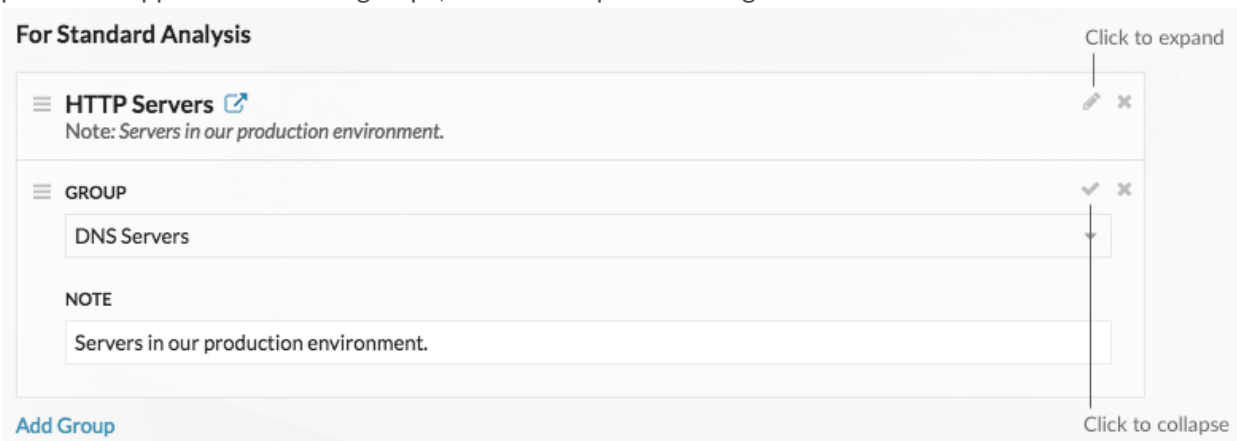 For Standard Analysis
Click to expand
HTTP Servers
Note: Servers in our production environment.
GROUP
DNS Servers
NOTE
Servers in our production environment.
Add Group
Click to collapse